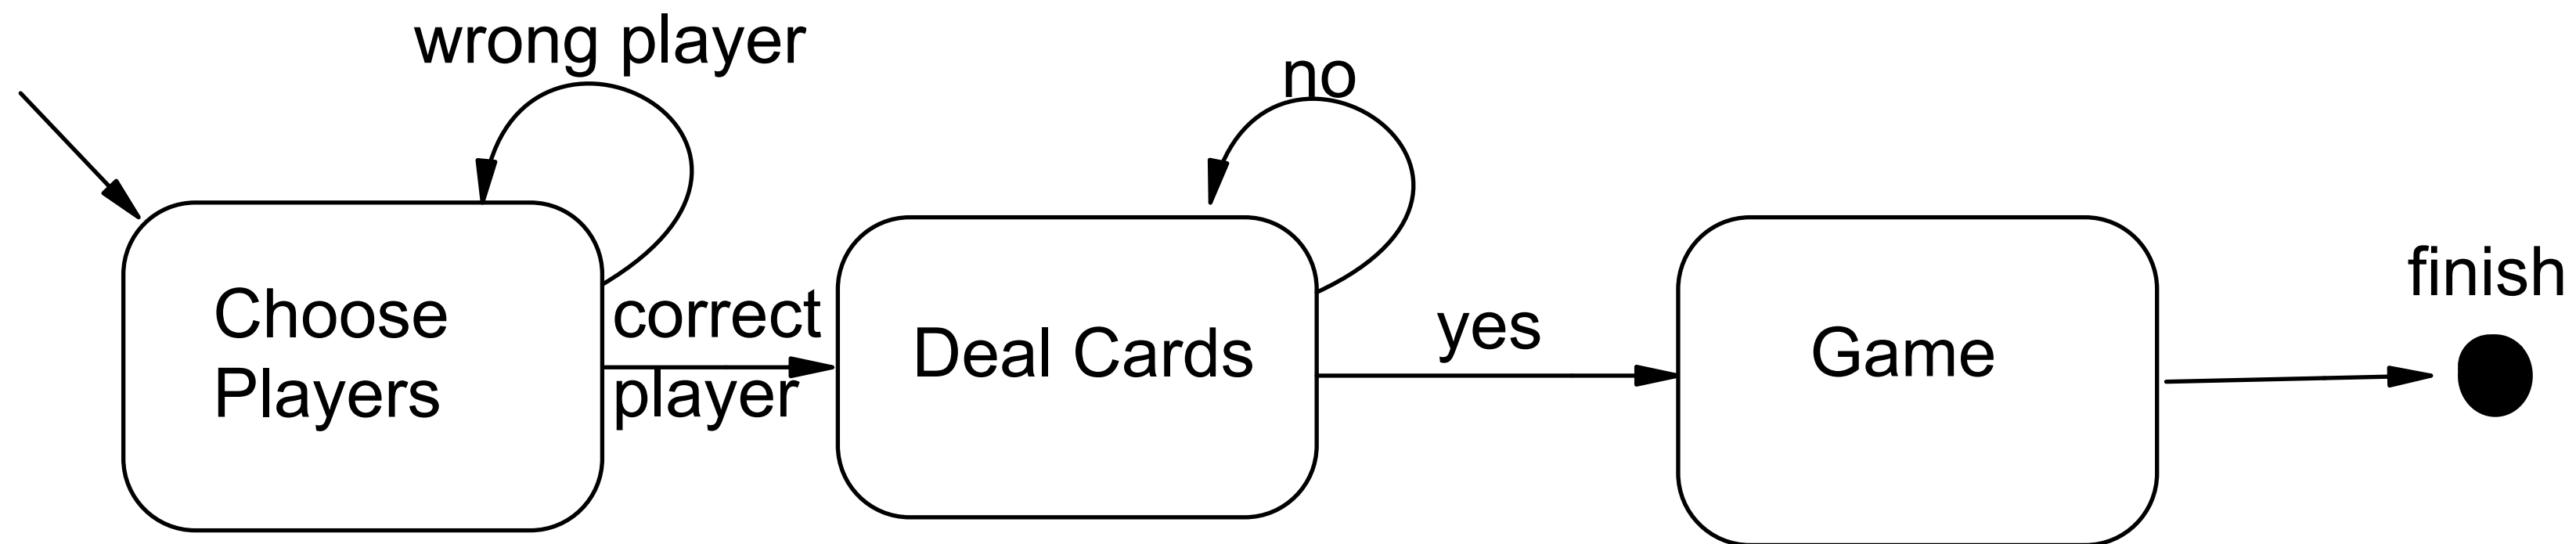 wrong player
no
Choose
Players
correct
player
Deal Cards
yes
Game
finish